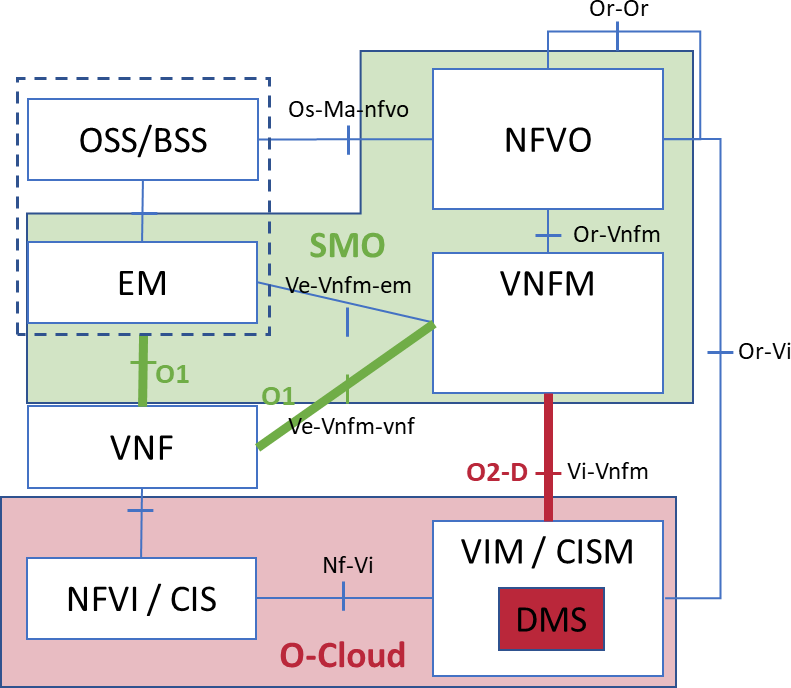 Or-Or
OSS/BSS
Os-Ma-nfvo
NFVO
Or-Vnfm
SMO
EM
Ve-Vnfm-em
VNFM
Or-Vi
O1
O1
Ve-Vnfm-vnf
VNF
O2-D
Vi-Vnfm
VIM / CISM
Nf-Vi
NFVI / CIS
DMS
O-Cloud